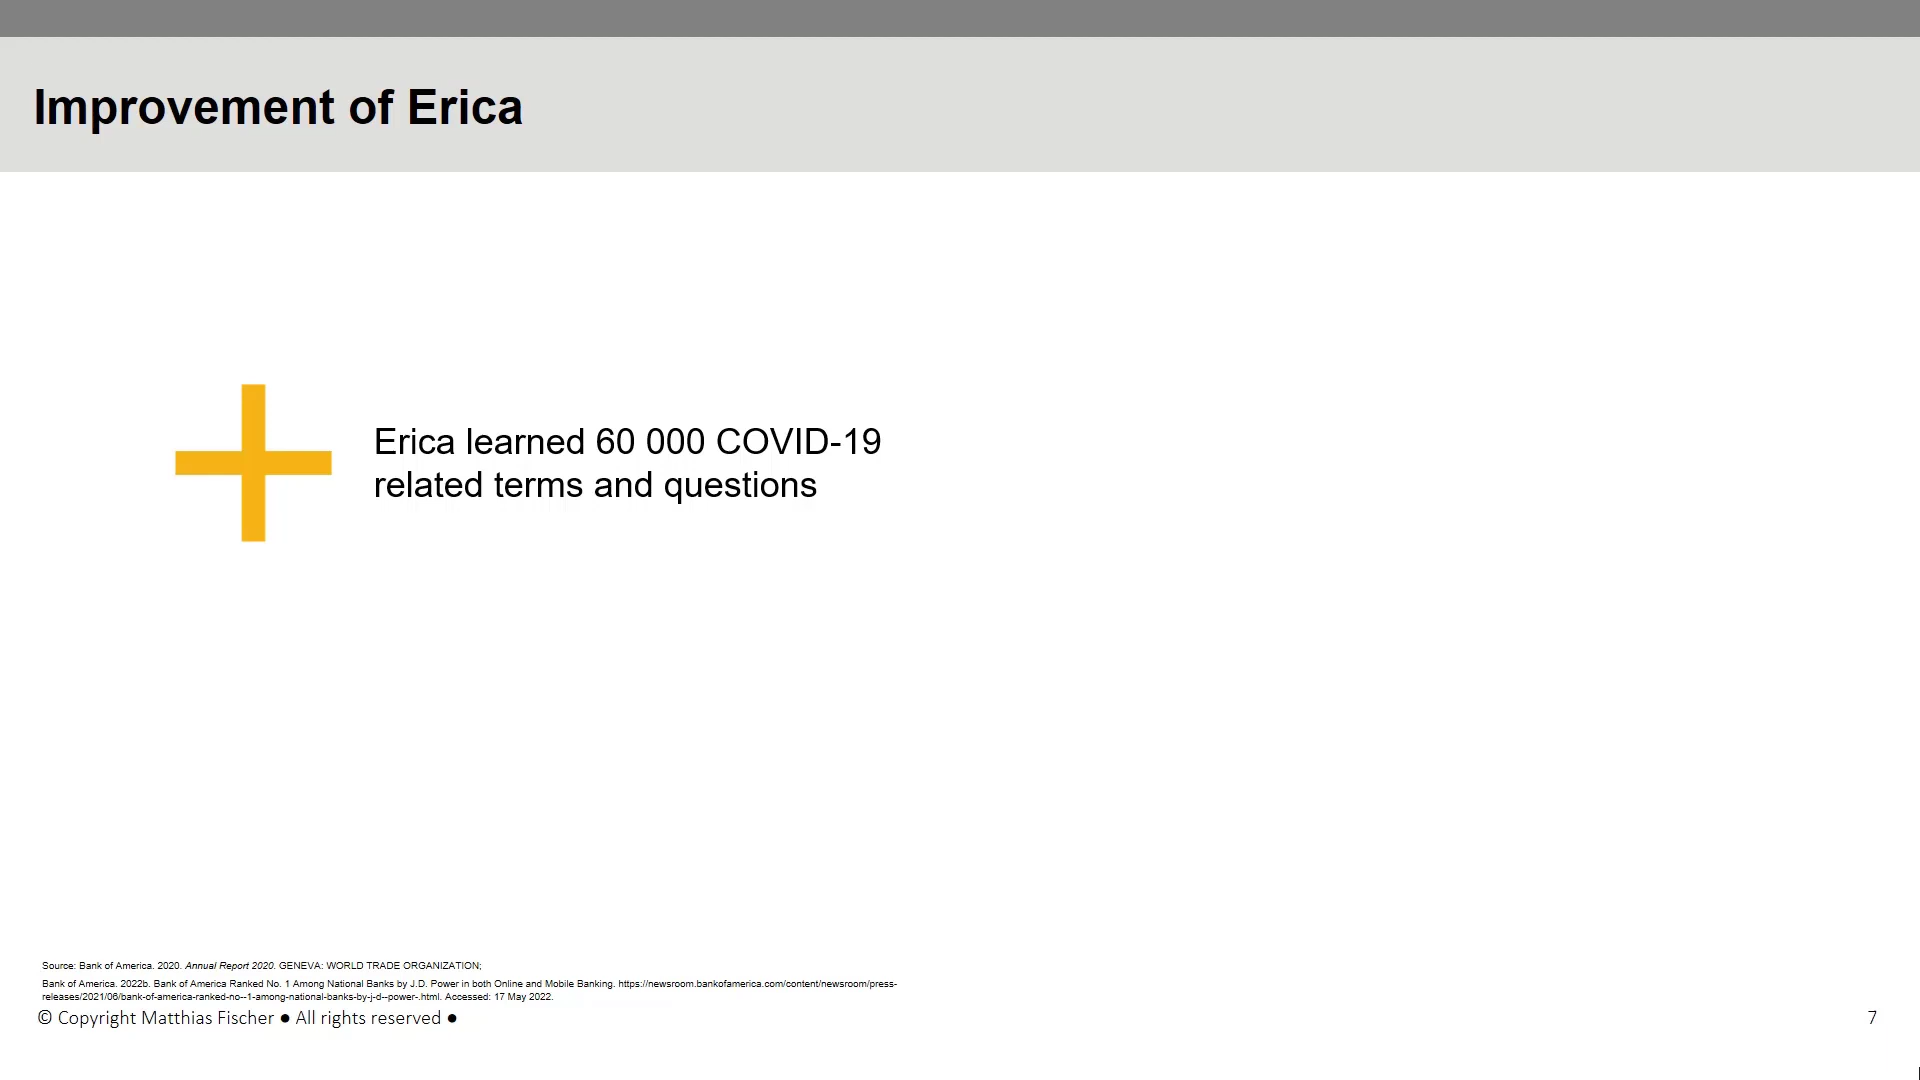 Improvement of Erica
Erica learned 60 000 COVID-19
related terms and questions
Source: Bank of America. 2020. Annual Report 2020. GENEVA: WORLD TRADE ORGANIZATION;
Bank of America. 2022b. Bank of America Ranked No. 1 Among National Banks by J.D. Power in both Online and Mobile Banking. https://newsroom.bankofamerica.com/content/newsroom/press-
releases/2021/06/bank-of-america-ranked-no--1-among-national-banks-by-j-d--power-.html. Accessed: 17 May 2022.
© Copyright Matthias Fischer ● All rights reserved ●
7